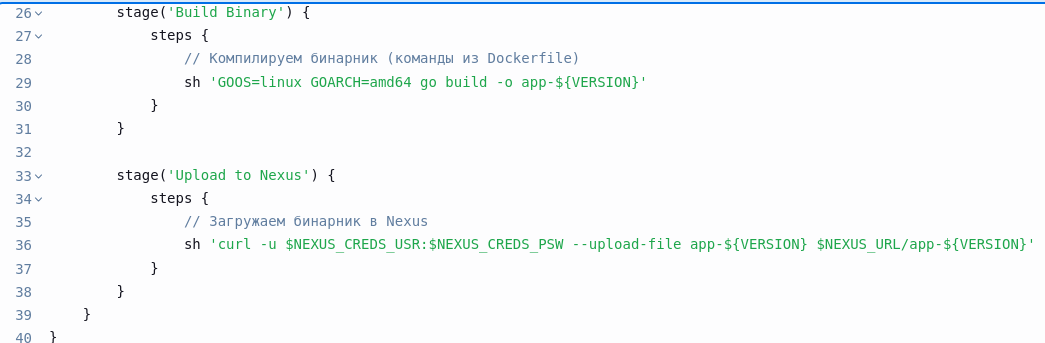 26 stage('Build Binary') {
27 steps {
28 // Компилируем бинарник (команды из Dockerfile)
29 sh 'GOOS=linux GOARCH=amd64 go build -o app-${VERSION}'
30 }
31 }
32
33 stage('Upload to Nexus') {
34 steps {
35 // Загружаем бинарник в Nexus
36 sh 'curl -u $NEXUS_CREDS_USR:$NEXUS_CREDS_PSW --upload-file app-${VERSION} $NEXUS_URL/app-${VERSION}'
37 }
38 }
39 }
40 }